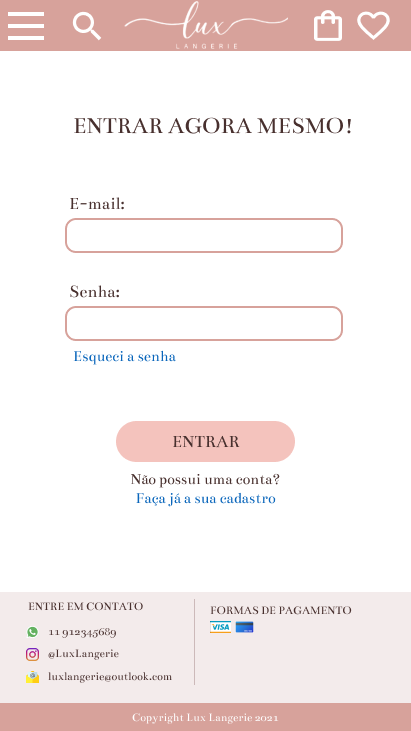 lux
LANGERIE
ENTRAR AGORA MESMO!
E-mail:
Senha:
Esqueci a senha
ENTRAR
Não possui uma conta?
Faça já a sua cadastro
ENTRE EM CONTATO
11 912345689
@LuxLangerie
luxlangerie@outlook.com
FORMAS DE PAGAMENTO
VISA
Copyright Lux Langerie 2021